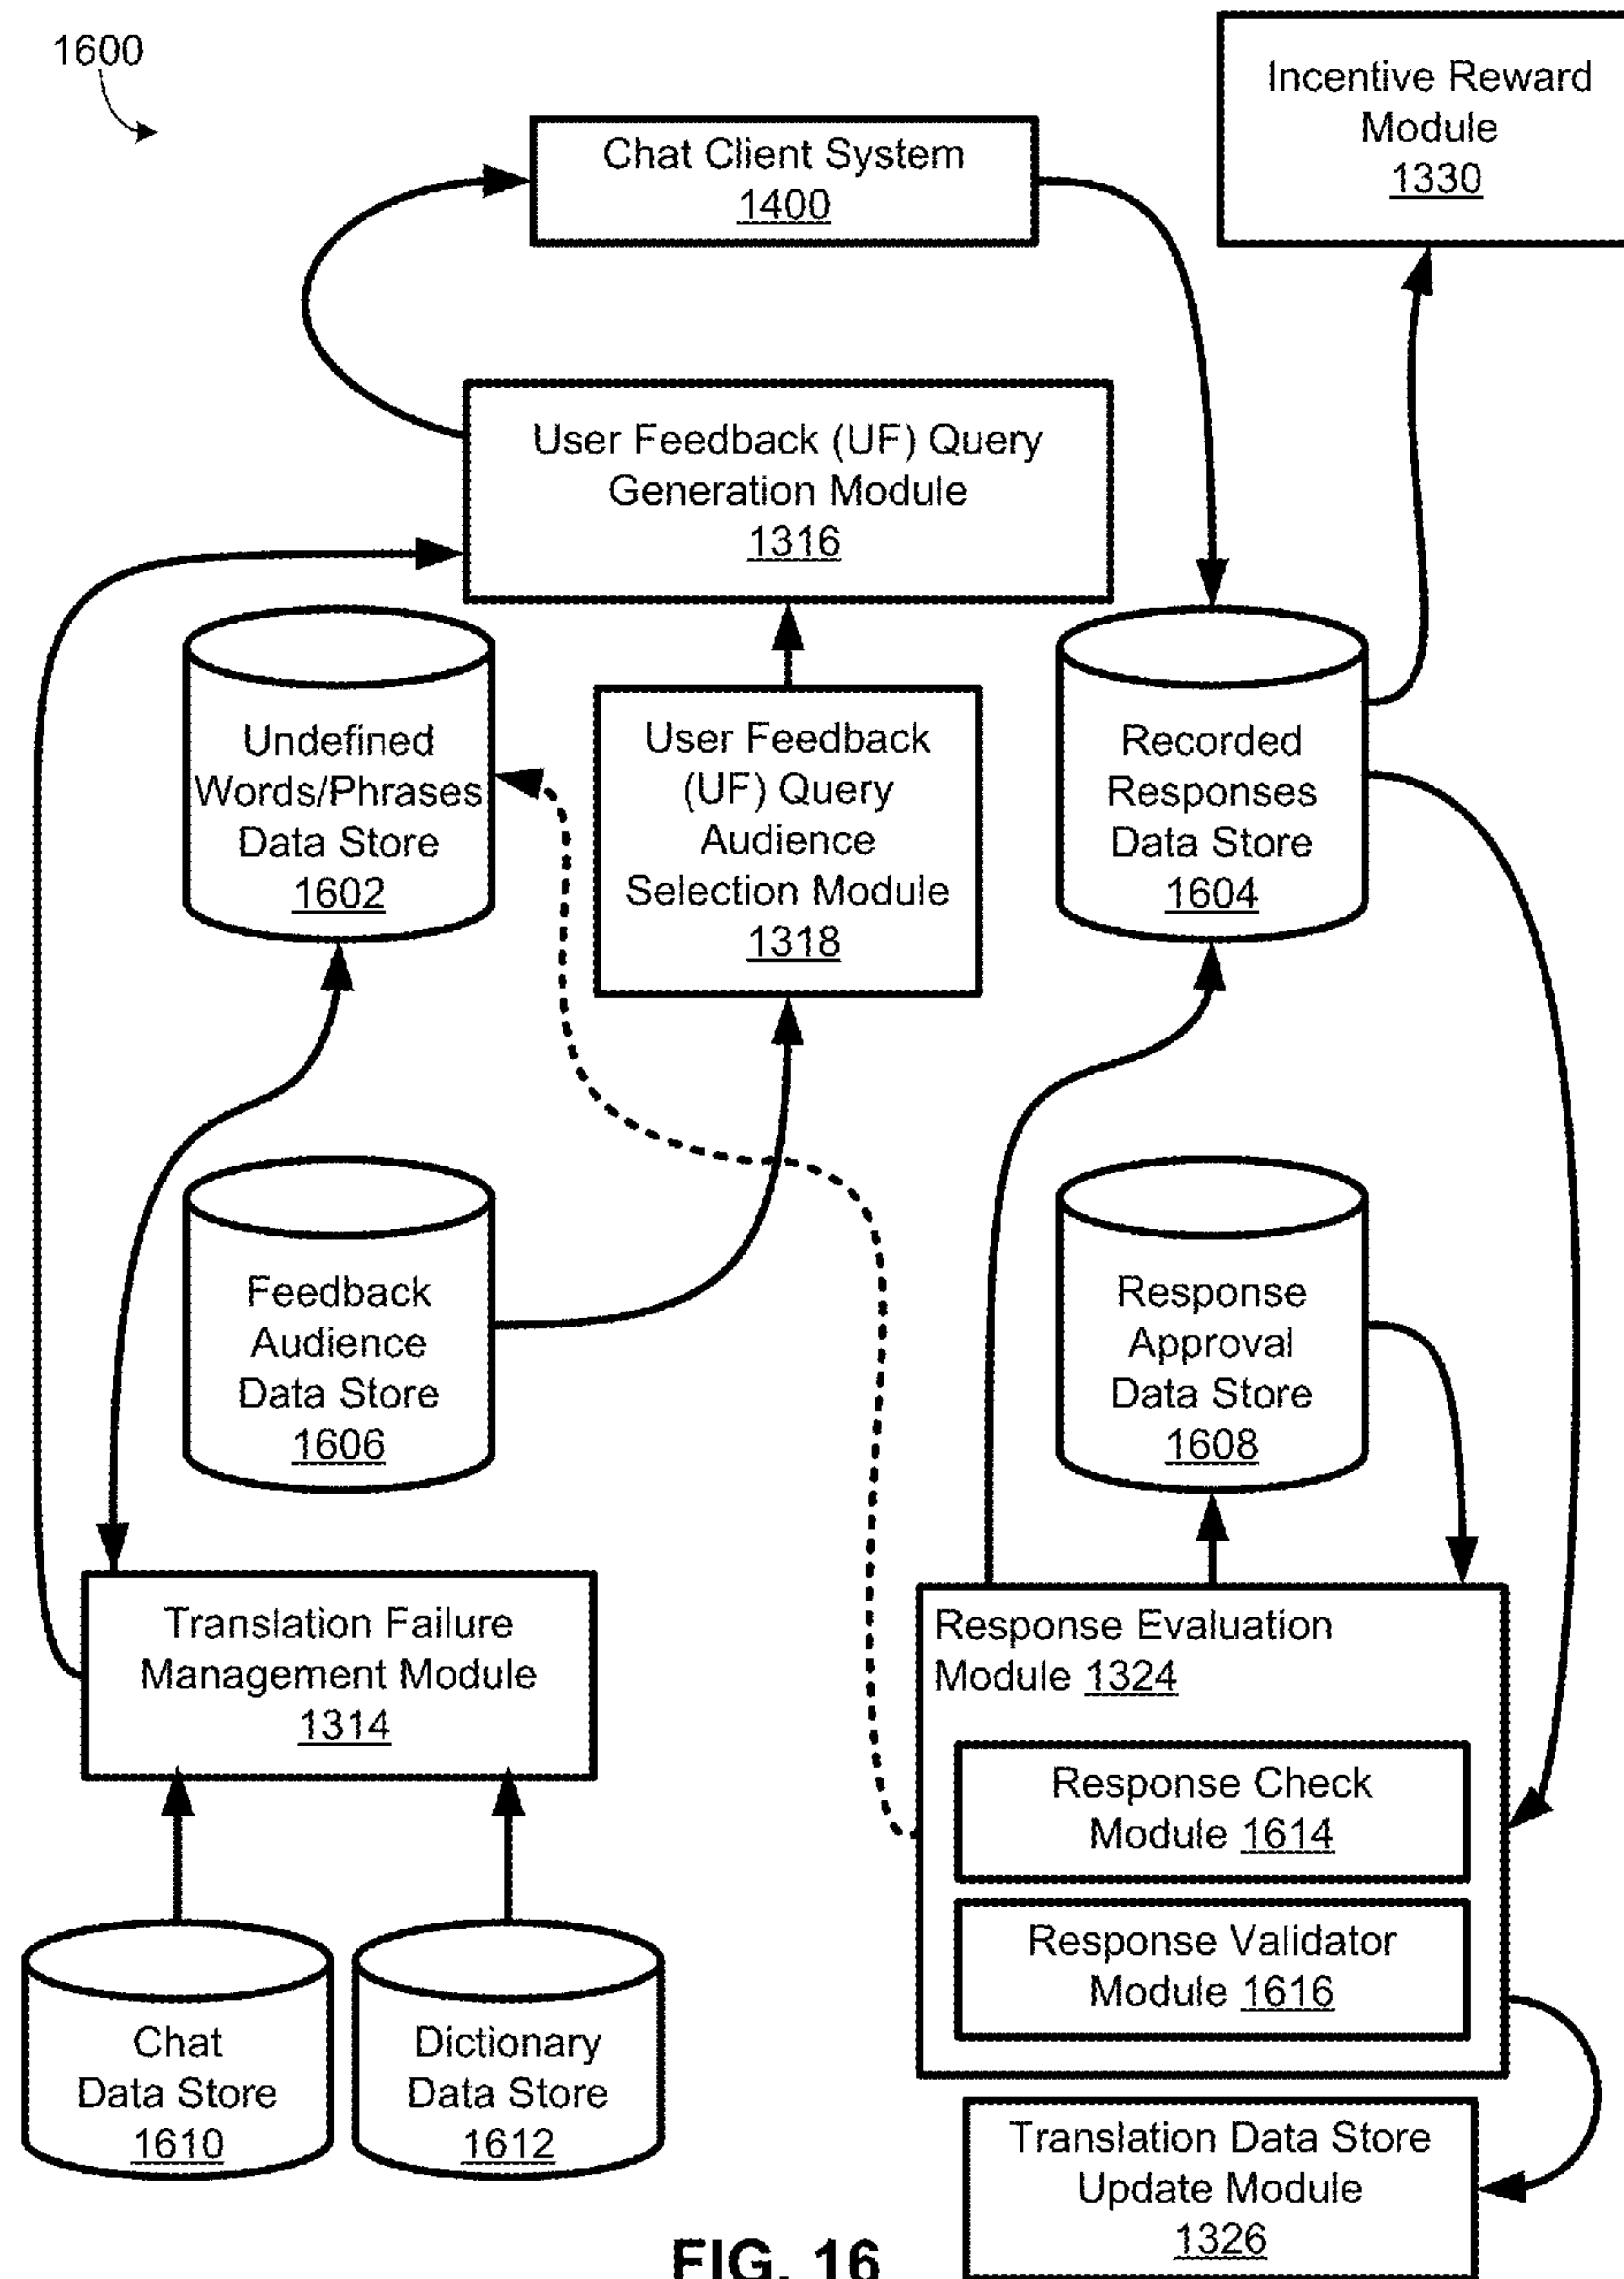 1600
Incentive Reward
Module
1330
Chat Client System
1400
User Feedback (UF) Query
Generation Module
1316
Undefined
Words/Phrases
Data Store
1602
User Feedback
(UF) Query
Audience
Selection Module
1318
Recorded
Responses
Data Store
1604
Feedback
Audience
Data Store
1606
Response
Approval
Data Store
1608
Translation Failure
Management Module
1314
Response Evaluation
Module 1324
Response Check
Module 1614
Response Validator
Module 1616
Chat
Data Store
1610
Dictionary
Data Store
1612
Translation Data Store
Update Module
1326
FIG. 16